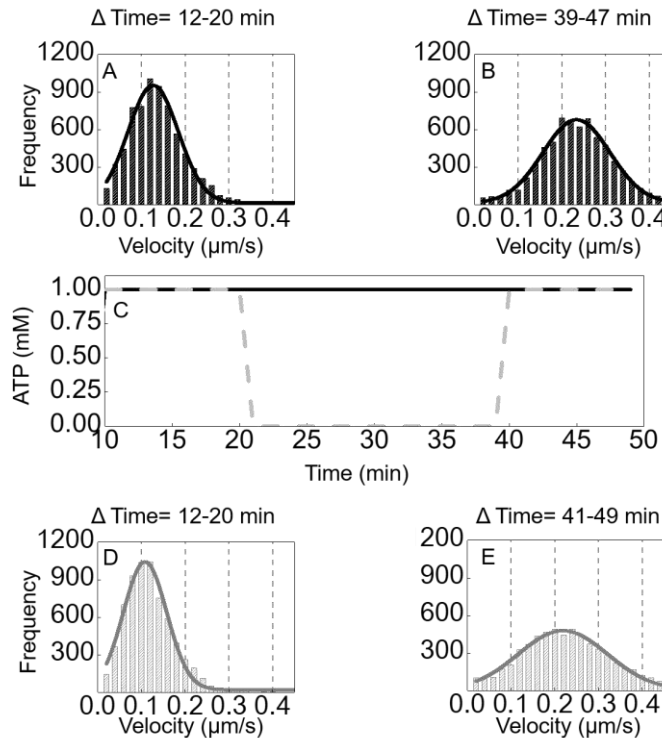 Δ Time= 12-20 min
Δ Time= 39-47 min
1200
900
600
300
Frequency
A
0.0 0.1 0.2 0.3 0.4
Velocity (µm/s)
1200
900
600
300
B
0.0 0.1 0.2 0.3 0.4
Velocity (µm/s)
1.00
0.75
0.50
0.25
0.00
ATP (mM)
C
10 15 20 25 30 35 40 45 50
Time (min)
Δ Time= 12-20 min
Δ Time= 41-49 min
1200
900
600
300
Frequency
D
0.0 0.1 0.2 0.3 0.4
Velocity (µm/s)
200
900
600
300
E
0.0 0.1 0.2 0.3 0.4
Velocity (µm/s)